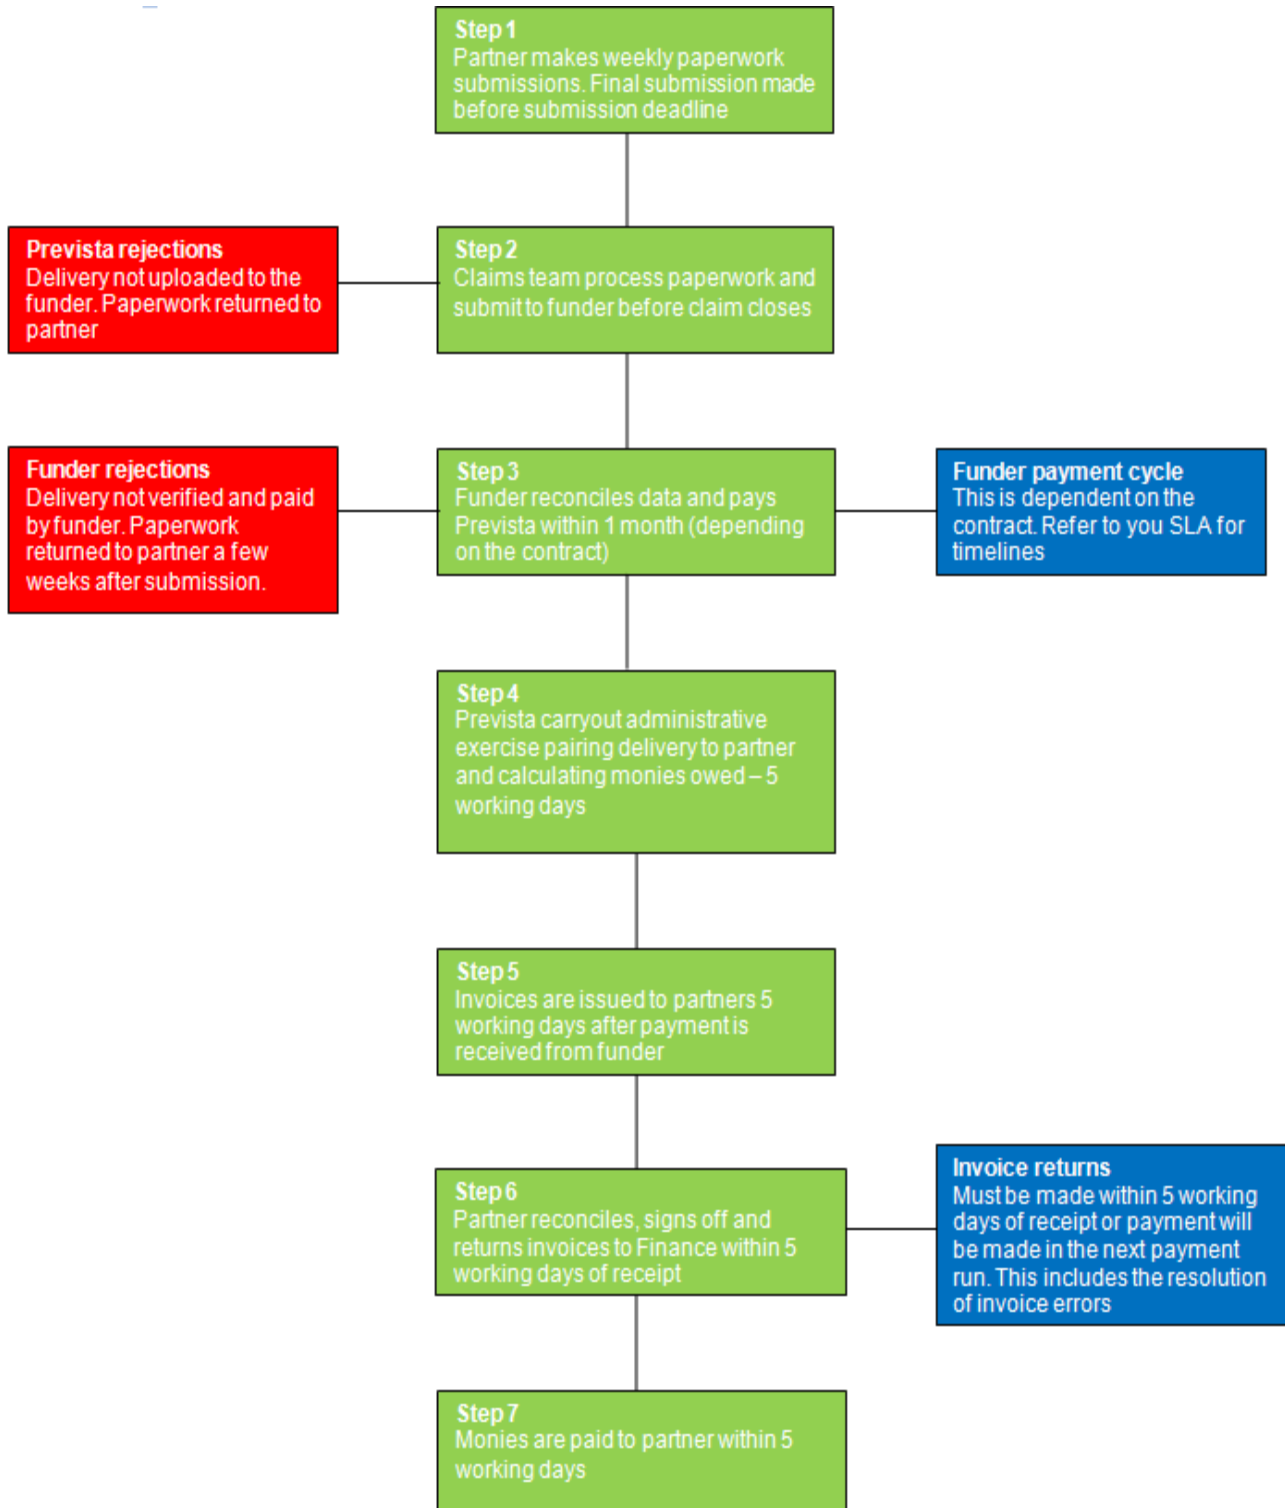 Step 1
Partner makes weekly paperwork
submissions. Final submission made
before submission deadline
Prevista rejections
Delivery not uploaded to the
funder. Paperwork returned to
partner
Step 2
Claims team process paperwork and
submit to funder before claim closes
Funder rejections
Delivery not verified and paid
by funder. Paperwork
returned to partner a few
weeks after submission.
Step 3
Funder reconciles data and pays
Prevista within 1 month (depending
on the contract)
Funder payment cycle
This is dependent on the
contract. Refer to you SLA for
timelines
Step 4
Prevista carryout administrative
exercise pairing delivery to partner
and calculating monies owed – 5
working days
Step 5
Invoices are issued to partners 5
working days after payment is
received from funder
Step 6
Partner reconciles, signs off and
returns invoices to Finance within 5
working days of receipt
Invoice returns
Must be made within 5 working
days of receipt or payment will
be made in the next payment
run. This includes the resolution
of invoice errors
Step 7
Monies are paid to partner within 5
working days